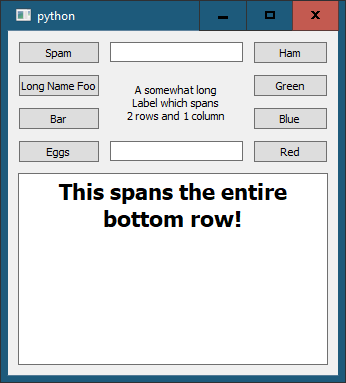 python
Spam
Ham
Long Name Foo
A somewhat long
Label which spans
2 rows and 1 column
Green
Bar
Blue
Eggs
Red
This spans the entire
bottom row!